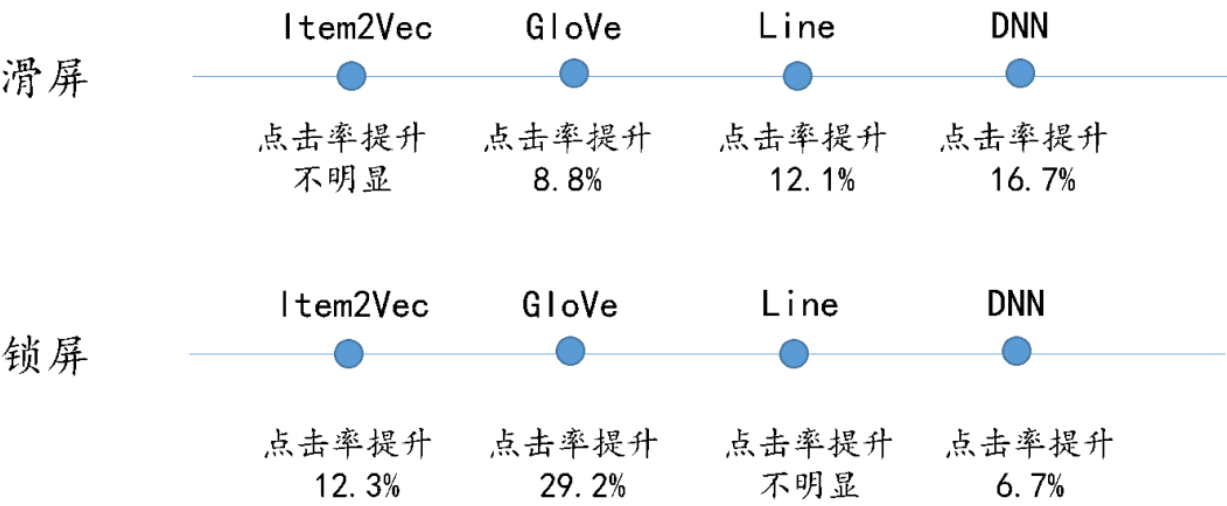 Item2Vec GloVe Line DNN
滑屏
点击率提升 点击率提升 点击率提升 点击率提升
不明显 8.8% 12.1% 16.7%
Item2Vec GloVe Line DNN
锁屏
点击率提升 点击率提升 点击率提升 点击率提升
12.3% 29.2% 不明显 6.7%